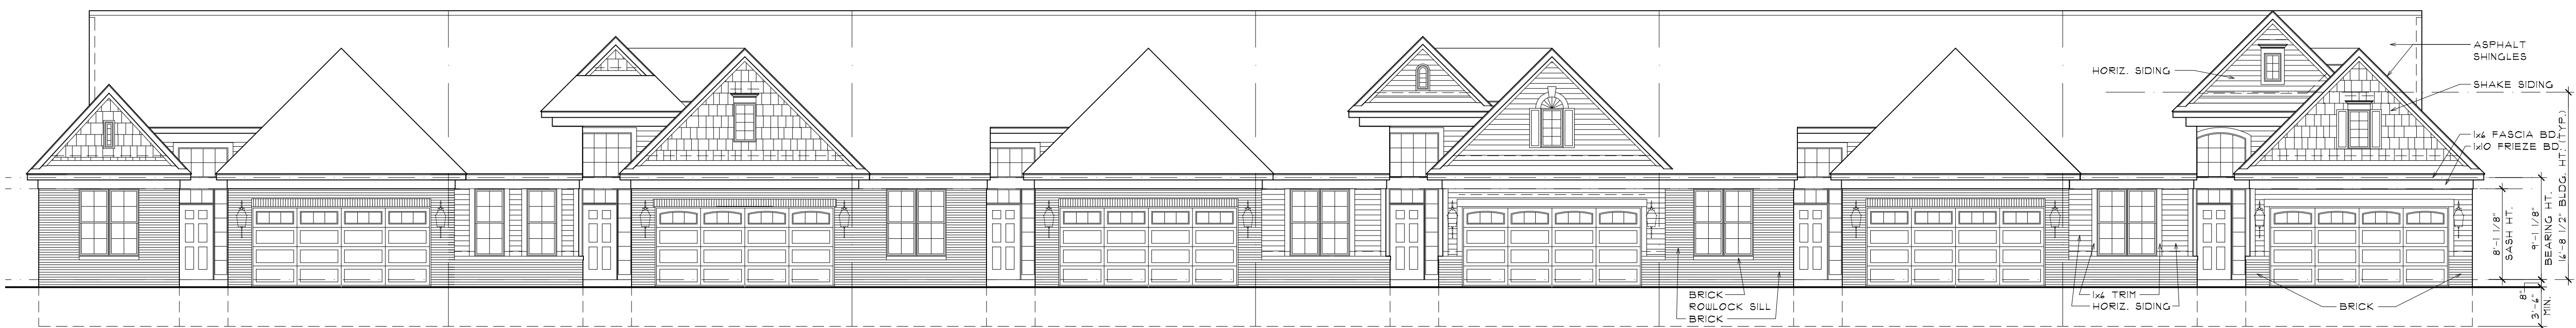 HORIZ. SIDING
ASPHALT
SHINGLES
SHAKE SIDING
1x6 FASCIA BD.
1x10 FRIEZE BD.
8'-1 1/8"
SASH HT.
9'-1 1/8"
BEARING HT.
16'-8 1/2" BLDG. HT. (TYP.)
BRICK
ROWLOCK SILL
BRICK
1x6 TRIM
HORIZ. SIDING
BRICK
8"
3'-6"
MIN.